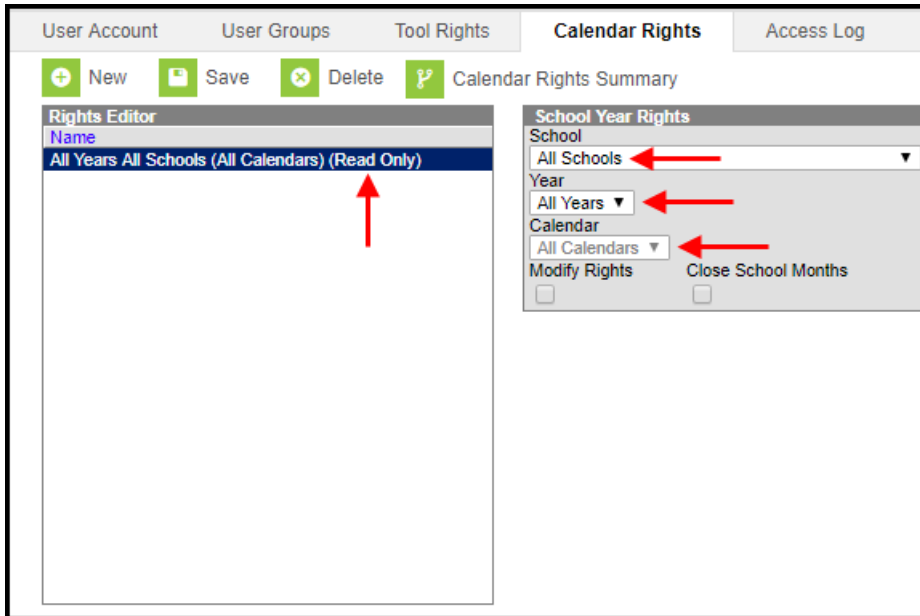 User Account User Groups Tool Rights Calendar Rights Access Log
New Save Delete Calendar Rights Summary
Rights Editor
Name
All Years All Schools (All Calendars) (Read Only)
School Year Rights
School
All Schools
Year
All Years
Calendar
All Calendars
Modify Rights Close School Months